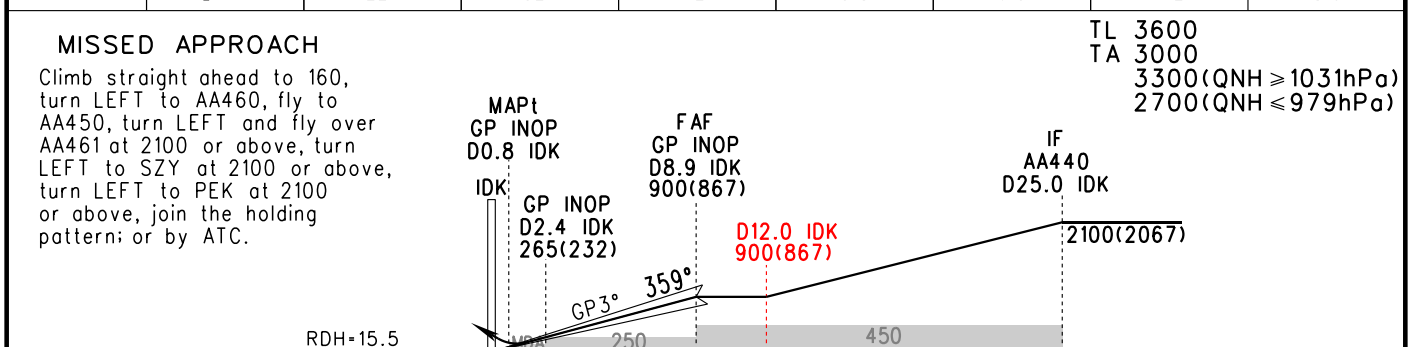 MISSED APPROACH
Climb straight ahead to 160,
turn LEFT to AA460, fly to
AA450, turn LEFT and fly over
AA461 at 2100 or above, turn
LEFT to SZY at 2100 or above,
turn LEFT to PEK at 2100
or above, join the holding
pattern; or by ATC.
TL 3600
TA 3000
3300(QNH ≥ 1031hPa)
2700(QNH ≤ 979hPa)
MAPt
GP INOP
D0.8 IDK
IDK
GP INOP
D2.4 IDK
265(232)
FAF
GP INOP
D8.9 IDK
900(867)
D12.0 IDK
900(867)
IF
AA440
D25.0 IDK
2100(2067)
GP3° 359°
RDH=15.5
MDA
250
450